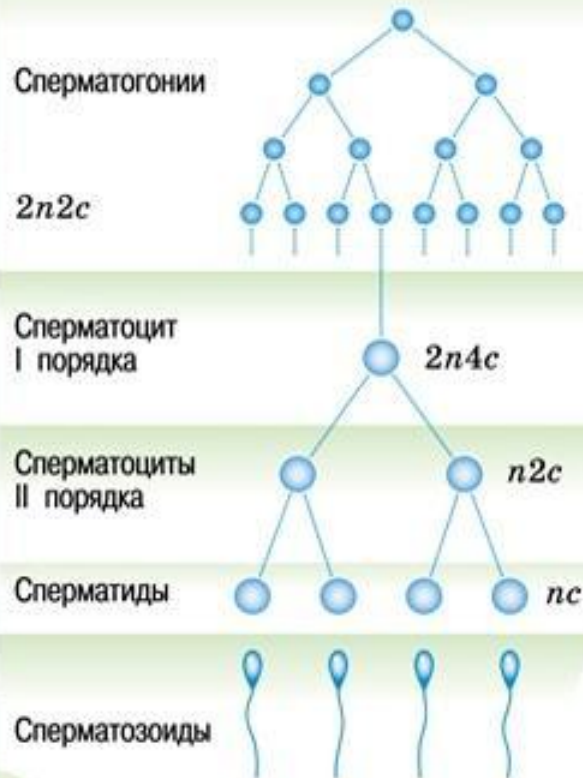 Сперматогонии
2n2c
Сперматоцит
I порядка
2n4c
Сперматоциты
II порядка
n2c
Сперматиды
nc
Сперматозоиды